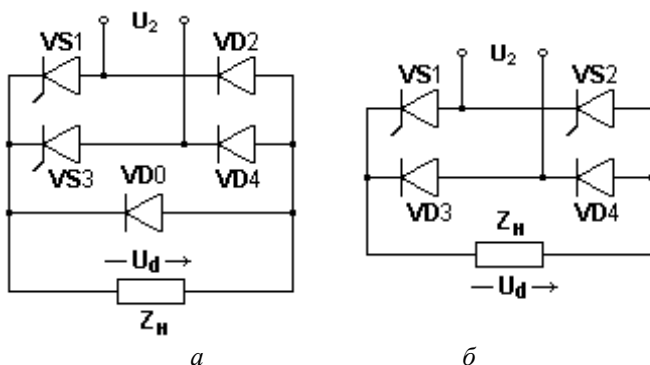 U2
VS1
VD2
VS3
VD4
VD0
— Ud →
Zн
а
U2
VS1
VS2
VD3
VD4
Zн
— Ud →
б